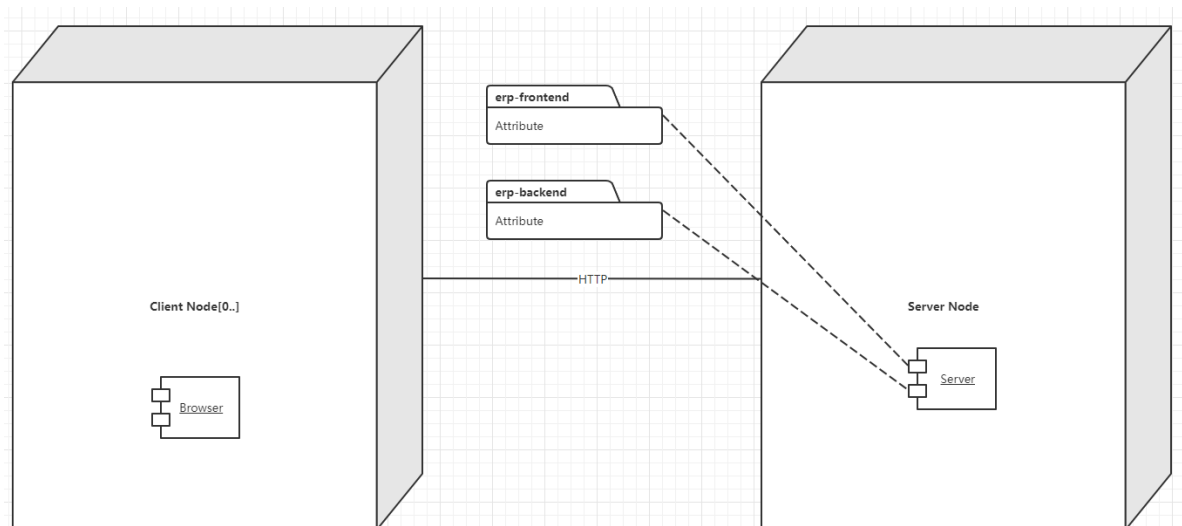 erp-frontend
Attribute
erp-backend
Attribute
HTTP
Client Node[0..]
Server Node
Server
Browser